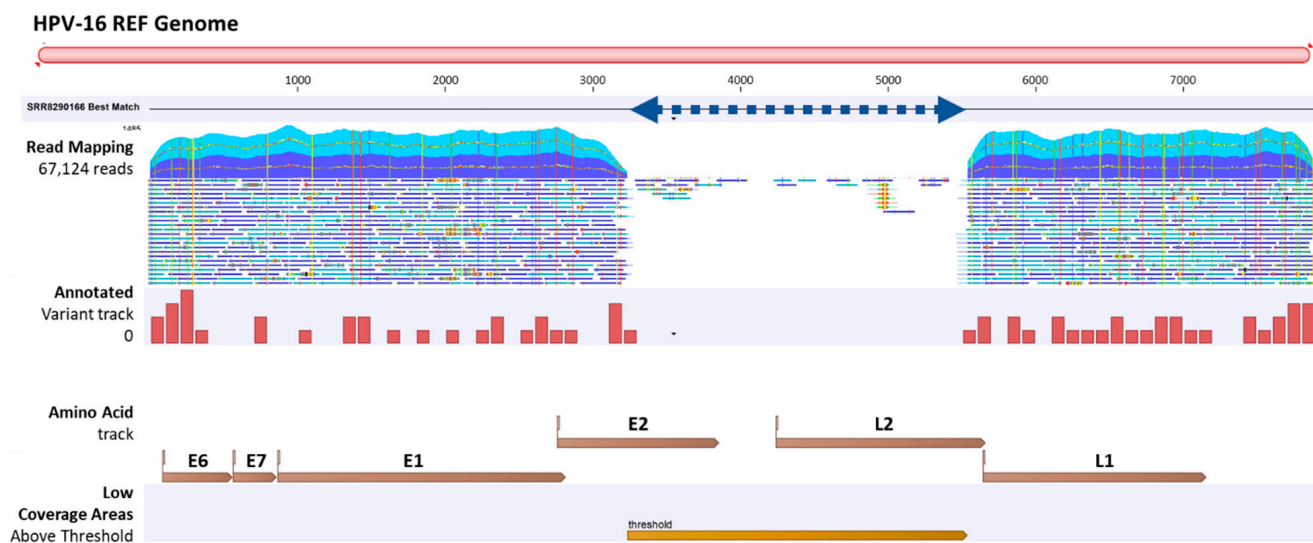 HPV-16 REF Genome
1000 2000 3000 4000 5000 6000 7000
SRR8290166 Best Match
1485
Read Mapping
67,124 reads
Annotated
Variant track
0
Amino Acid
track
E2 L2
E6 E7 E1 L1
Low
Coverage Areas
Above Threshold
threshold